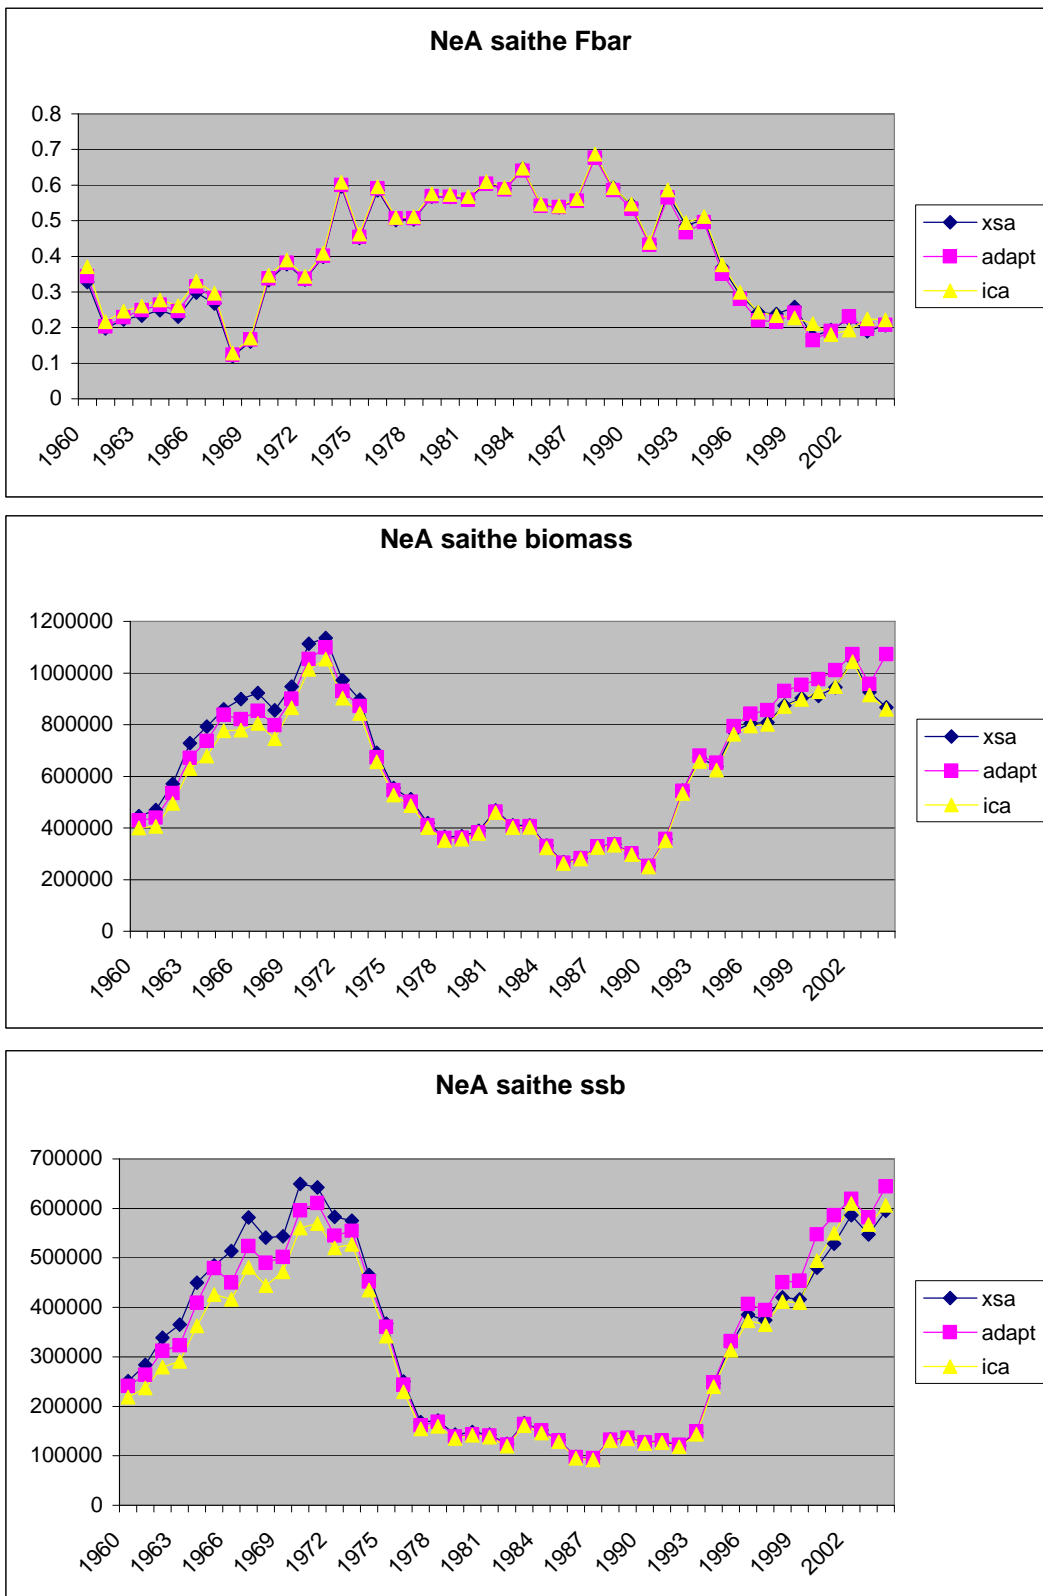 NeA saithe Fbar
0.8
0.7
0.6
0.5
0.4
0.3
0.2
0.1
0
1960 1963 1966 1969 1972 1975 1978 1981 1984 1987 1990 1993 1996 1999 2002
xsa
adapt
ica
NeA saithe biomass
1200000
1000000
800000
600000
400000
200000
0
1960 1963 1966 1969 1972 1975 1978 1981 1984 1987 1990 1993 1996 1999 2002
xsa
adapt
ica
NeA saithe ssb
700000
600000
500000
400000
300000
200000
100000
0
1960 1963 1966 1969 1972 1975 1978 1981 1984 1987 1990 1993 1996 1999 2002
xsa
adapt
ica